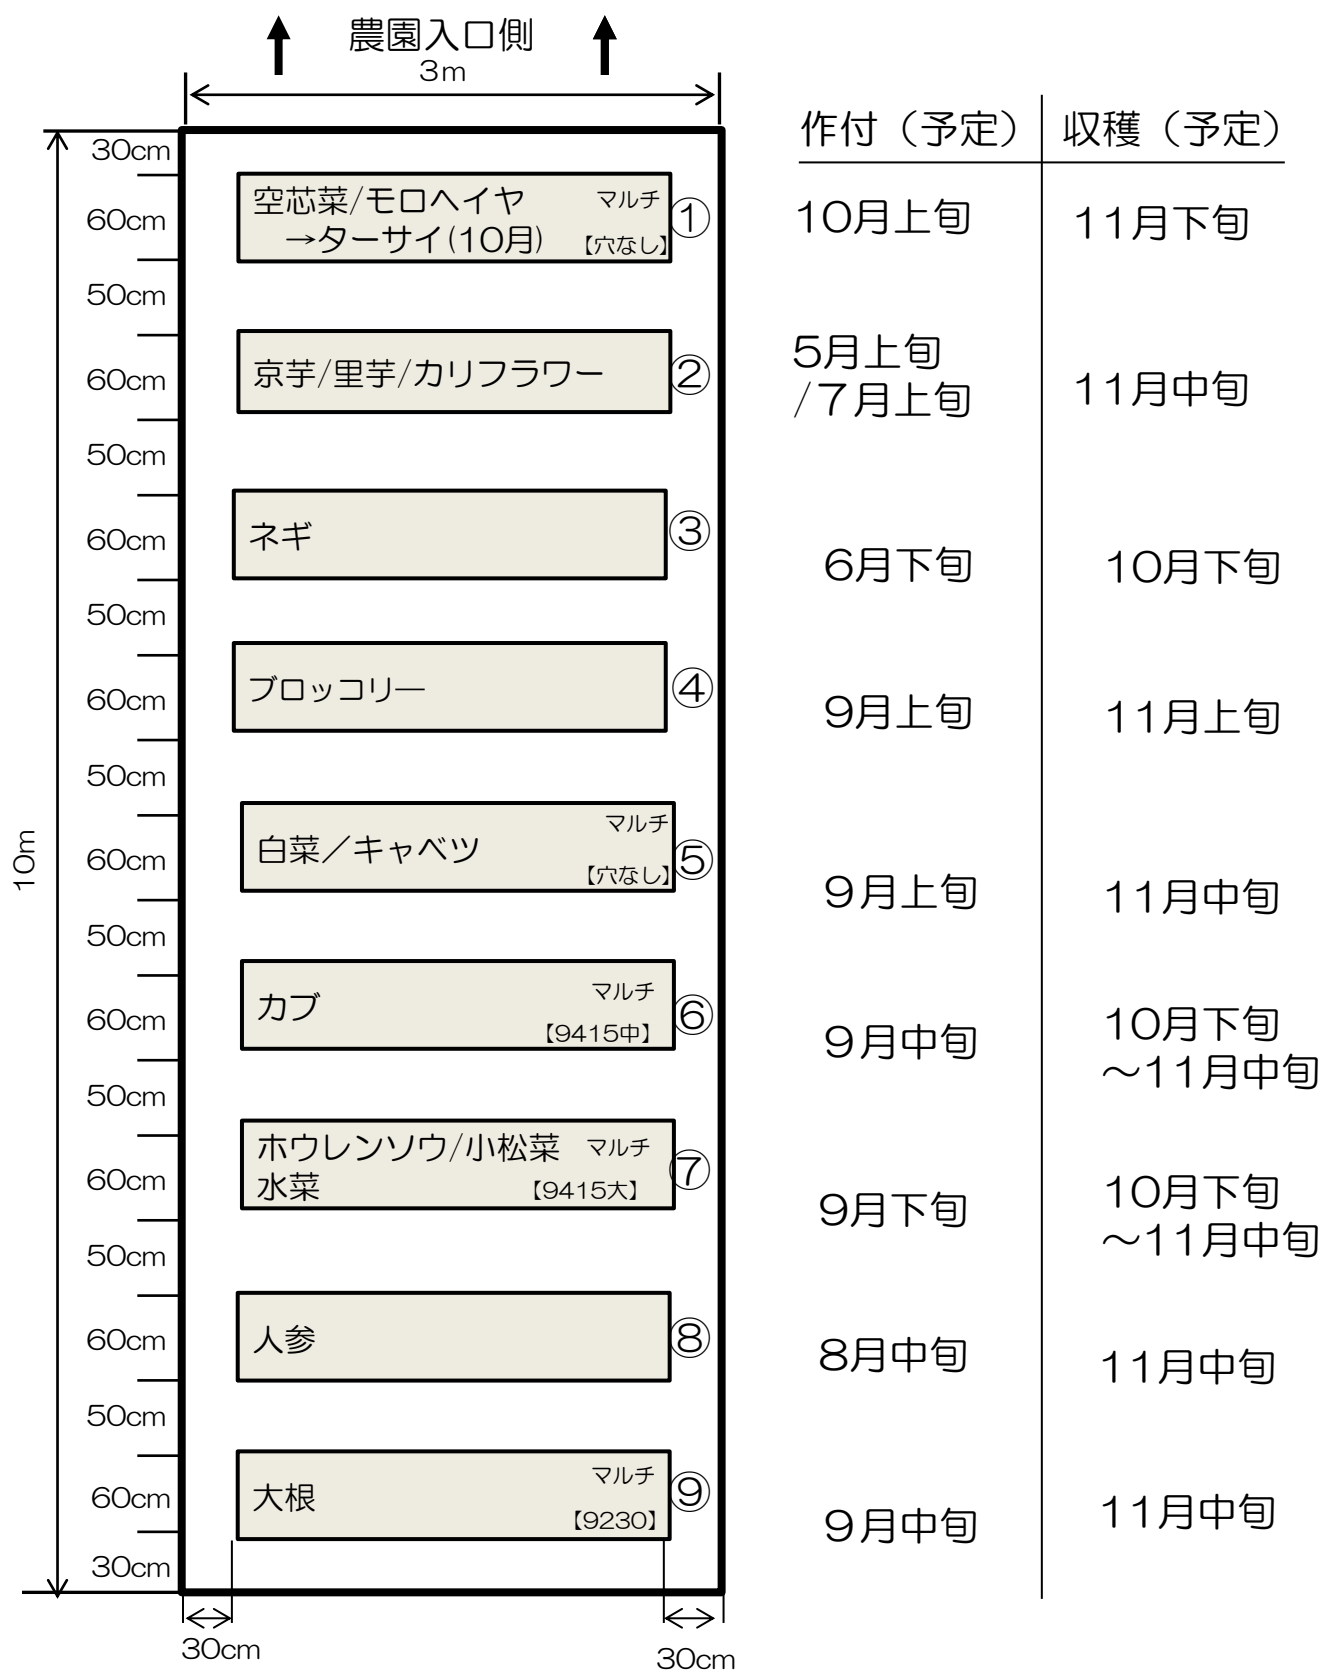 農園入口側
3m
作付（予定）
収穫（予定）
10m
30cm
60cm
空芯菜/モロヘイヤ
→ターサイ(10月)
マルチ
【穴なし】
①
10月上旬
11月下旬
50cm
60cm
京芋/里芋/カリフラワー
②
5月上旬
/7月上旬
11月中旬
50cm
60cm
ネギ
③
6月下旬
10月下旬
50cm
60cm
ブロッコリー
④
9月上旬
11月上旬
50cm
60cm
白菜／キャベツ
マルチ
【穴なし】
⑤
9月上旬
11月中旬
50cm
60cm
カブ
マルチ
【9415中】
⑥
9月中旬
10月下旬
～11月中旬
50cm
60cm
ホウレンソウ/小松菜
水菜
マルチ
【9415大】
⑦
9月下旬
10月下旬
～11月中旬
50cm
60cm
人参
⑧
8月中旬
11月中旬
50cm
60cm
大根
マルチ
【9230】
⑨
9月中旬
11月中旬
30cm
30cm
30cm